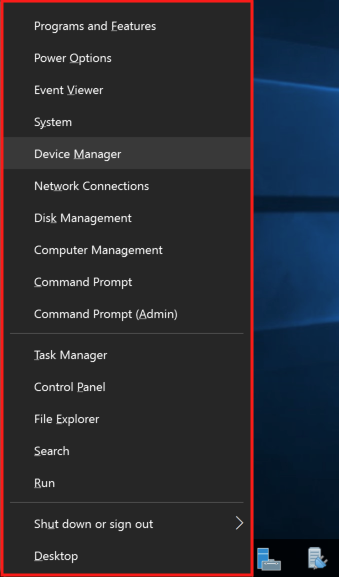 Programs and Features
Power Options
Event Viewer
System
Device Manager
Network Connections
Disk Management
Computer Management
Command Prompt
Command Prompt (Admin)
Task Manager
Control Panel
File Explorer
Search
Run
Shut down or sign out
Desktop